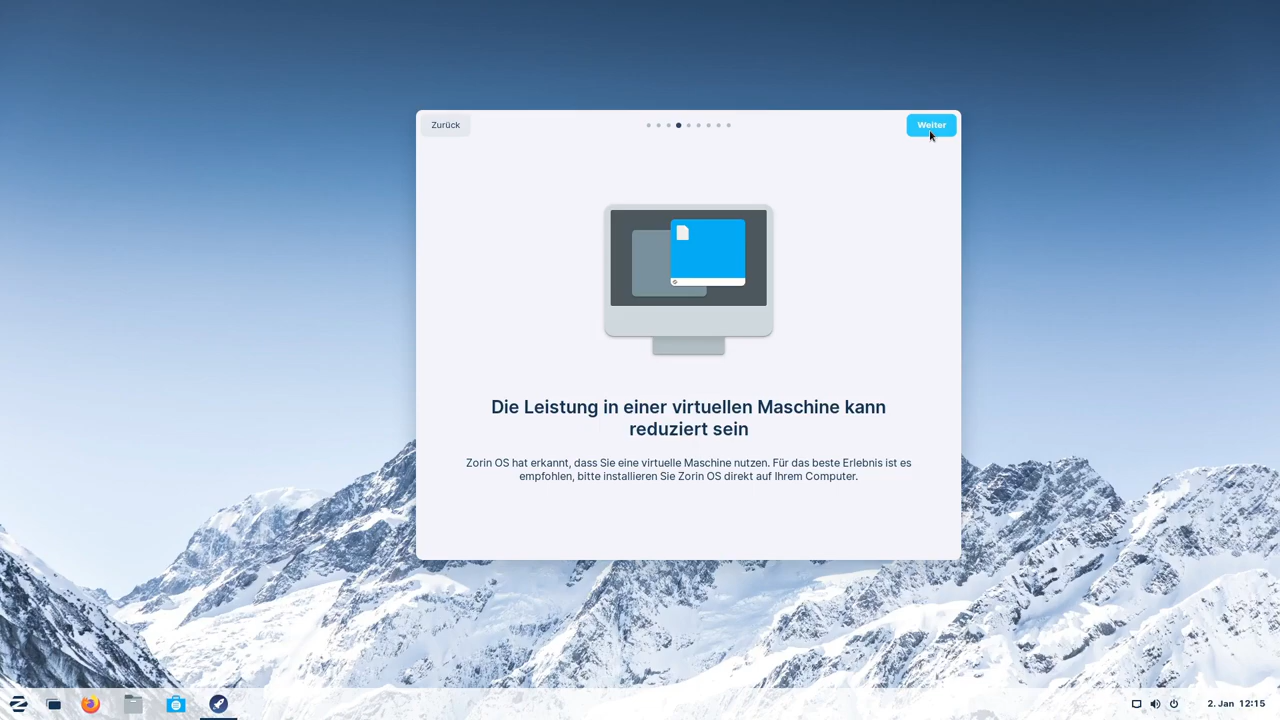 Zurück
Weiter
Die Leistung in einer virtuellen Maschine kann
reduziert sein
Zorin OS hat erkannt, dass Sie eine virtuelle Maschine nutzen. Für das beste Erlebnis ist es
empfohlen, bitte installieren Sie Zorin OS direkt auf Ihrem Computer.
2. Jan 12:15